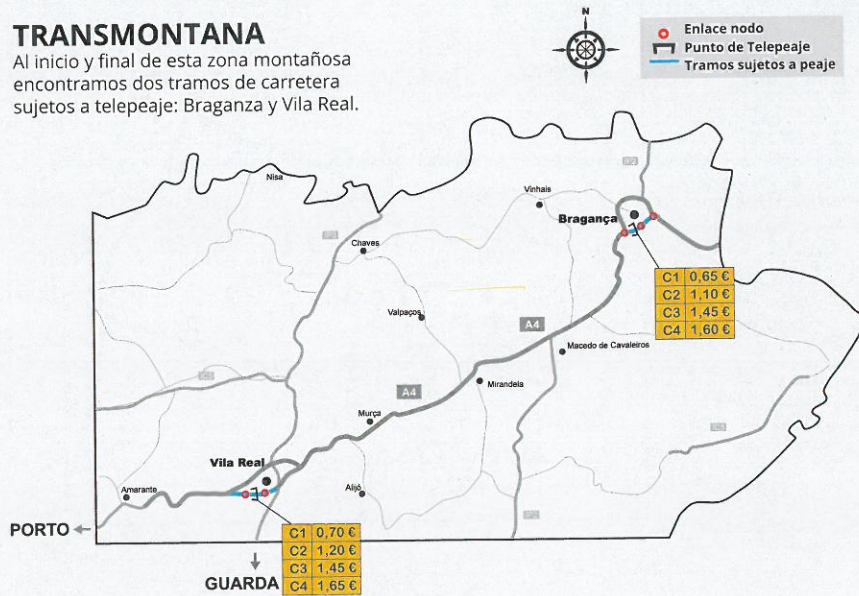 TRANSMONTANA
Al inicio y final de esta zona montañosa
encontramos dos tramos de carretera
sujetos a telepeaje: Braganza y Vila Real.
N
Enlace nodo
Punto de Telepeaje
Tramos sujetos a peaje
Nisa
Vinhais
Bragança
Chaves
C1 0,65 €
C2 1,10 €
C3 1,45 €
C4 1,60 €
Valpaços
A4
Macedo de Cavaleiros
Mirandela
A4
Murça
Vila Real
Amarante
Alijó
PORTO
C1 0,70 €
C2 1,20 €
C3 1,45 €
C4 1,65 €
GUARDA